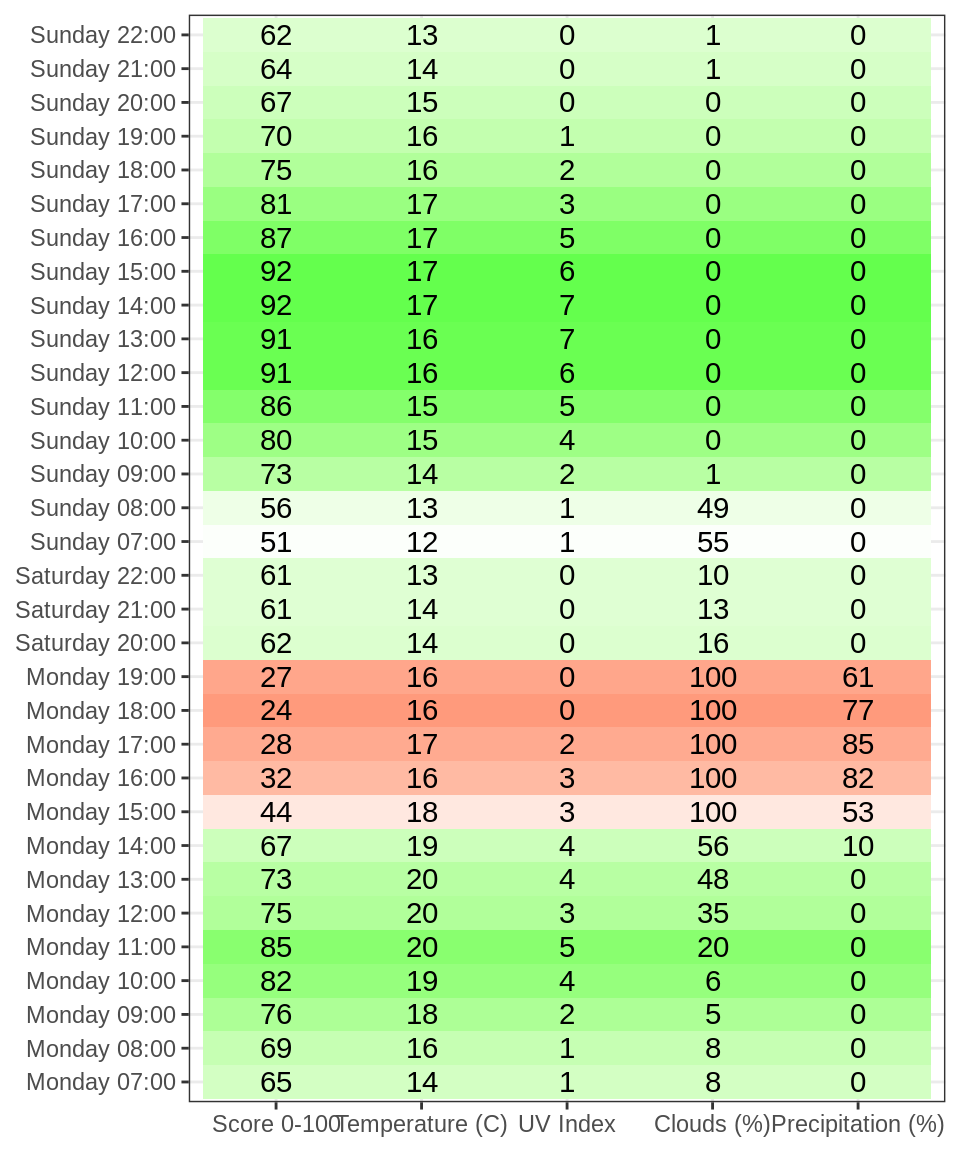 Sunday 22:00 62 13 0 1 0
Sunday 21:00 64 14 0 1 0
Sunday 20:00 67 15 0 0 0
Sunday 19:00 70 16 1 0 0
Sunday 18:00 75 16 2 0 0
Sunday 17:00 81 17 3 0 0
Sunday 16:00 87 17 5 0 0
Sunday 15:00 92 17 6 0 0
Sunday 14:00 92 17 7 0 0
Sunday 13:00 91 16 7 0 0
Sunday 12:00 91 16 6 0 0
Sunday 11:00 86 15 5 0 0
Sunday 10:00 80 15 4 0 0
Sunday 09:00 73 14 2 1 0
Sunday 08:00 56 13 1 49 0
Sunday 07:00 51 12 1 55 0
Saturday 22:00 61 13 0 10 0
Saturday 21:00 61 14 0 13 0
Saturday 20:00 62 14 0 16 0
Monday 19:00 27 16 0 100 61
Monday 18:00 24 16 0 100 77
Monday 17:00 28 17 2 100 85
Monday 16:00 32 16 3 100 82
Monday 15:00 44 18 3 100 53
Monday 14:00 67 19 4 56 10
Monday 13:00 73 20 4 48 0
Monday 12:00 75 20 3 35 0
Monday 11:00 85 20 5 20 0
Monday 10:00 82 19 4 6 0
Monday 09:00 76 18 2 5 0
Monday 08:00 69 16 1 8 0
Monday 07:00 65 14 1 8 0
Score 0-100 Temperature (C) UV Index Clouds (%) Precipitation (%)